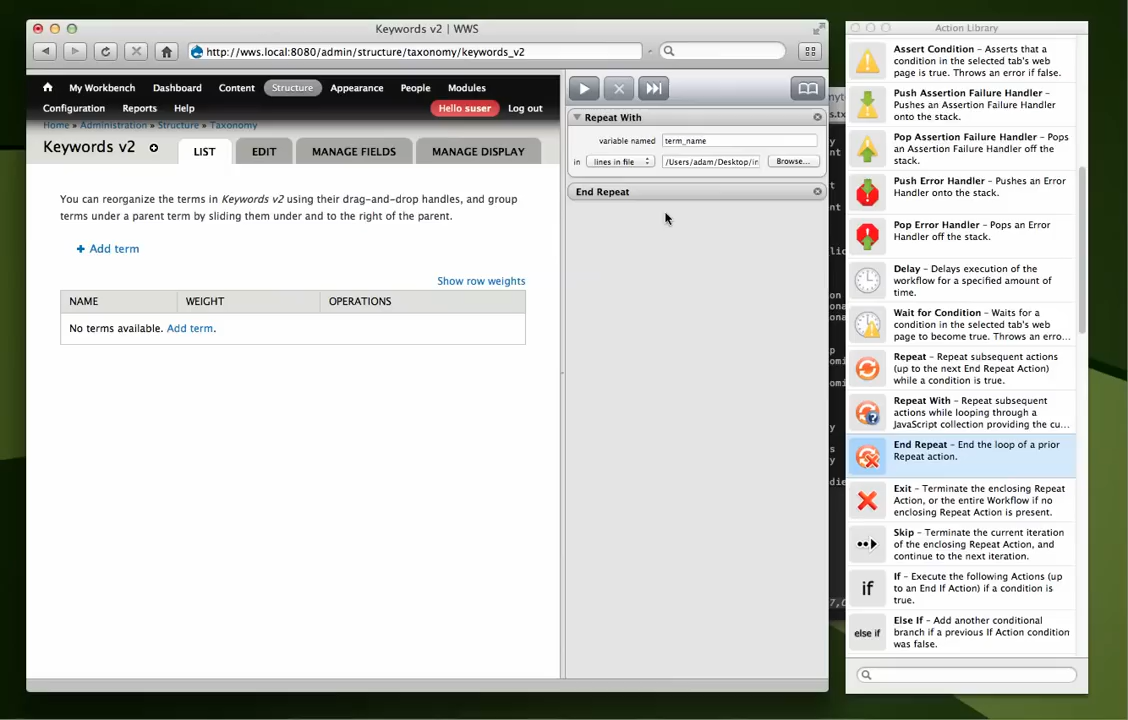 Keywords v2 | WWS
http://wws.local:8080/admin/structure/taxonomy/keywords_v2
My Workbench Dashboard Content Structure Appearance People Modules
Configuration Reports Help Hello suser Log out
Home » Administration » Structure » Taxonomy
Keywords v2 LIST EDIT MANAGE FIELDS MANAGE DISPLAY
You can reorganize the terms in Keywords v2 using their drag-and-drop handles, and group
terms under a parent term by sliding them under and to the right of the parent.
+ Add term
Show row weights
NAME WEIGHT OPERATIONS
No terms available. Add term.
Repeat With
variable named term_name
in lines in file /Users/adam/Desktop/in Browse...
End Repeat
Action Library
Assert Condition – Asserts that a
condition in the selected tab's web
page is true. Throws an error if false.
Push Assertion Failure Handler –
Pushes an Assertion Failure Handler
onto the stack.
Pop Assertion Failure Handler – Pops
an Assertion Failure Handler off the
stack.
Push Error Handler – Pushes an Error
Handler onto the stack.
Pop Error Handler – Pops an Error
Handler off the stack.
Delay – Delays execution of the
workflow for a specified amount of
time.
Wait for Condition – Waits for a
condition in the selected tab's web
page to become true. Throws an erro...
Repeat – Repeat subsequent actions
(up to the next End Repeat Action)
while a condition is true.
Repeat With – Repeat subsequent
actions while looping through a
JavaScript collection providing the cu...
End Repeat – End the loop of a prior
Repeat action.
Exit – Terminate the enclosing Repeat
Action, or the entire Workflow if no
enclosing Repeat Action is present.
Skip – Terminate the current iteration
of the enclosing Repeat Action, and
continue to the next iteration.
if
If – Execute the following Actions (up
to an End If Action) if a condition is
true.
else if
Else If – Add another conditional
branch if a previous If Action condition
was false.